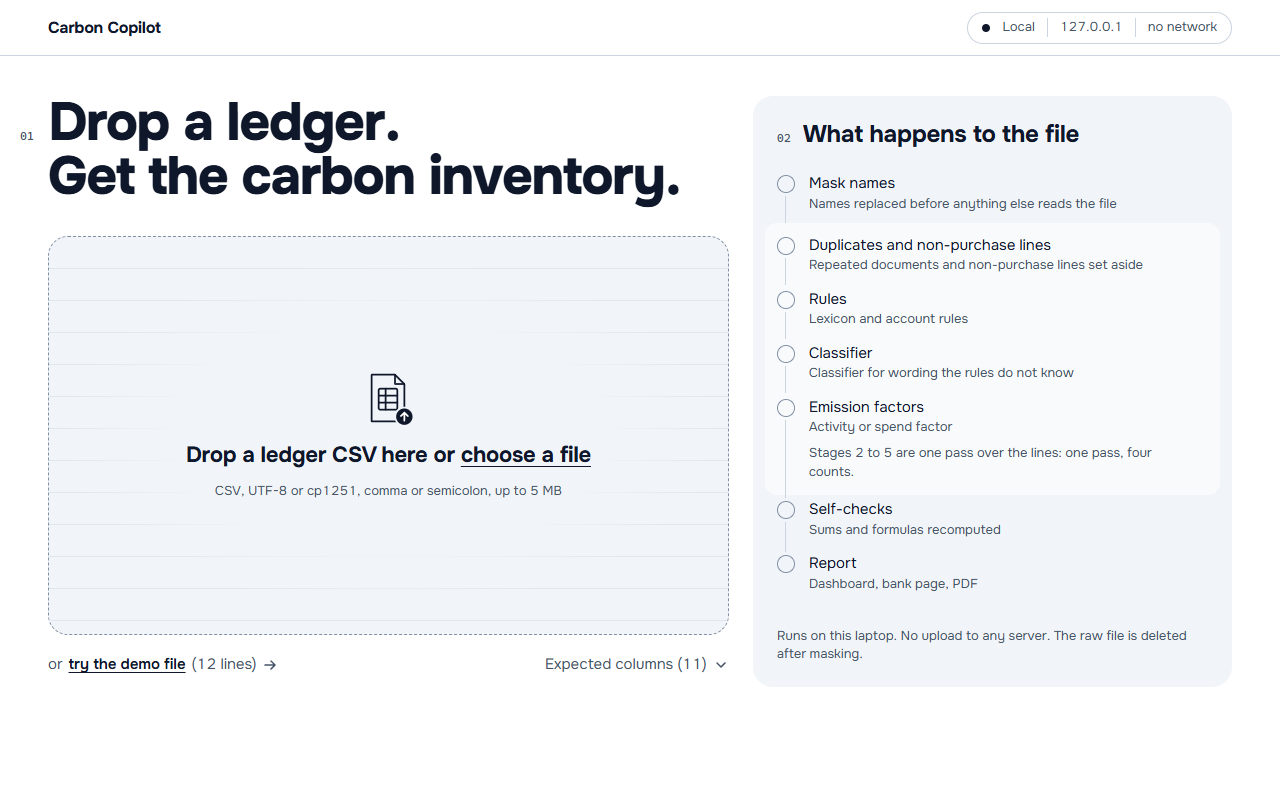 Carbon Copilot
Local 127.0.0.1 no network
01 Drop a ledger.
Get the carbon inventory.
Drop a ledger CSV here or choose a file
CSV, UTF-8 or cp1251, comma or semicolon, up to 5 MB
or try the demo file (12 lines) →
Expected columns (11)
02 What happens to the file
Mask names
Names replaced before anything else reads the file
Duplicates and non-purchase lines
Repeated documents and non-purchase lines set aside
Rules
Lexicon and account rules
Classifier
Classifier for wording the rules do not know
Emission factors
Activity or spend factor
Stages 2 to 5 are one pass over the lines: one pass, four
counts.
Self-checks
Sums and formulas recomputed
Report
Dashboard, bank page, PDF
Runs on this laptop. No upload to any server. The raw file is deleted
after masking.